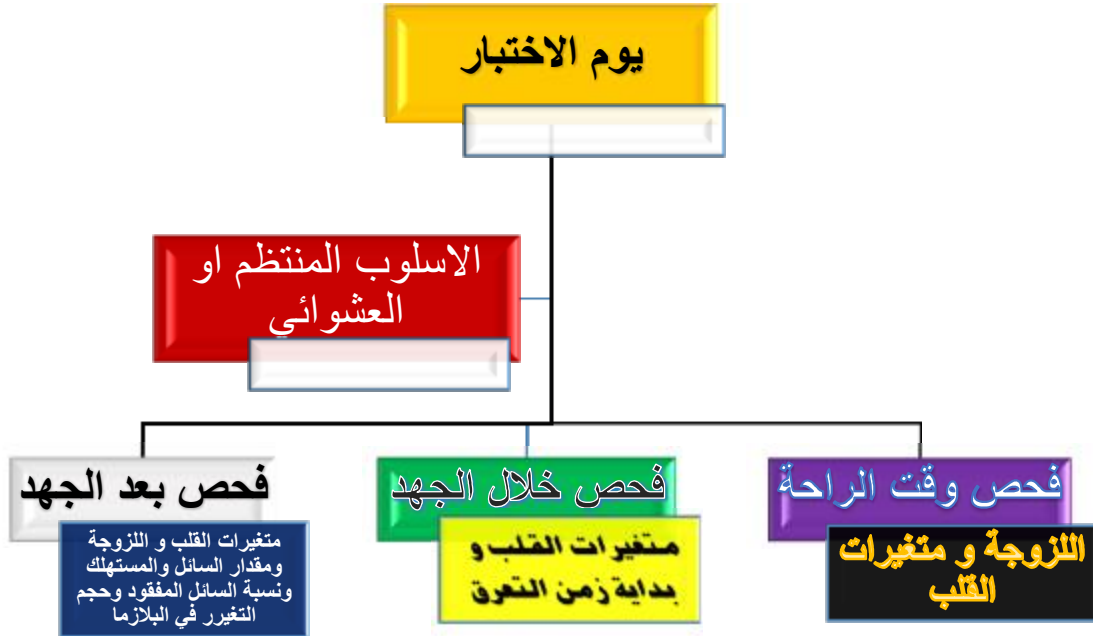 يوم الاختبار
الاسلوب المنتظم او
العشوائي
فحص وقت الراحة
اللزوجة و متغيرات
القلب
فحص خلال الجهد
متغيرات القلب و
بداية زمن التعرق
فحص بعد الجهد
متغيرات القلب و اللزوجة
ومقدار السائل والمستهلك
ونسبة السائل المفقود وحجم
التغيرر في البلازما